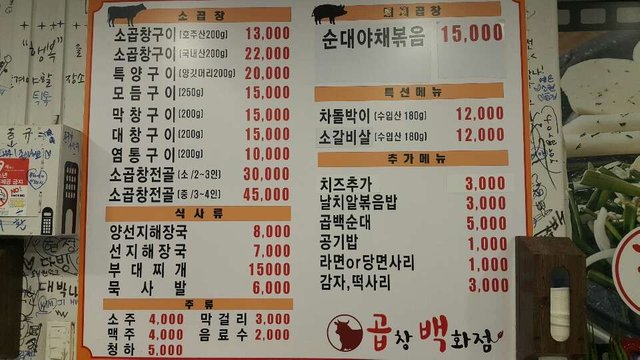 소 곱 창
소곱창구이 [호주산200g] 13,000
소곱창구이 [국내산200g] 22,000
특양구이 [양깃머리200g] 20,000
모듬구이 [250g] 15,000
막창구이 [200g] 15,000
대창구이 [200g] 15,000
염통구이 [200g] 10,000
소곱창전골 [소 /2~3인] 30,000
소곱창전골 [중 /3~4인] 45,000
식 사 류
양선지해장국 8,000
선지해장국 7,000
부대찌개 15000
묵사발 6,000
주 류
소주 4,000 막걸리 3,000
맥주 4,000 음료수 2,000
청하 5,000
돼지곱창
순대야채볶음 15,000
특선메뉴
차돌박이 [수입산 180g] 12,000
소갈비살 [수입산 180g] 12,000
추가메뉴
치즈추가 3,000
날치알볶음밥 3,000
곱백순대 5,000
공기밥 1,000
라면or당면사리 1,000
감자,떡사리 3,000
곱창백화점
"행복"
을
장소